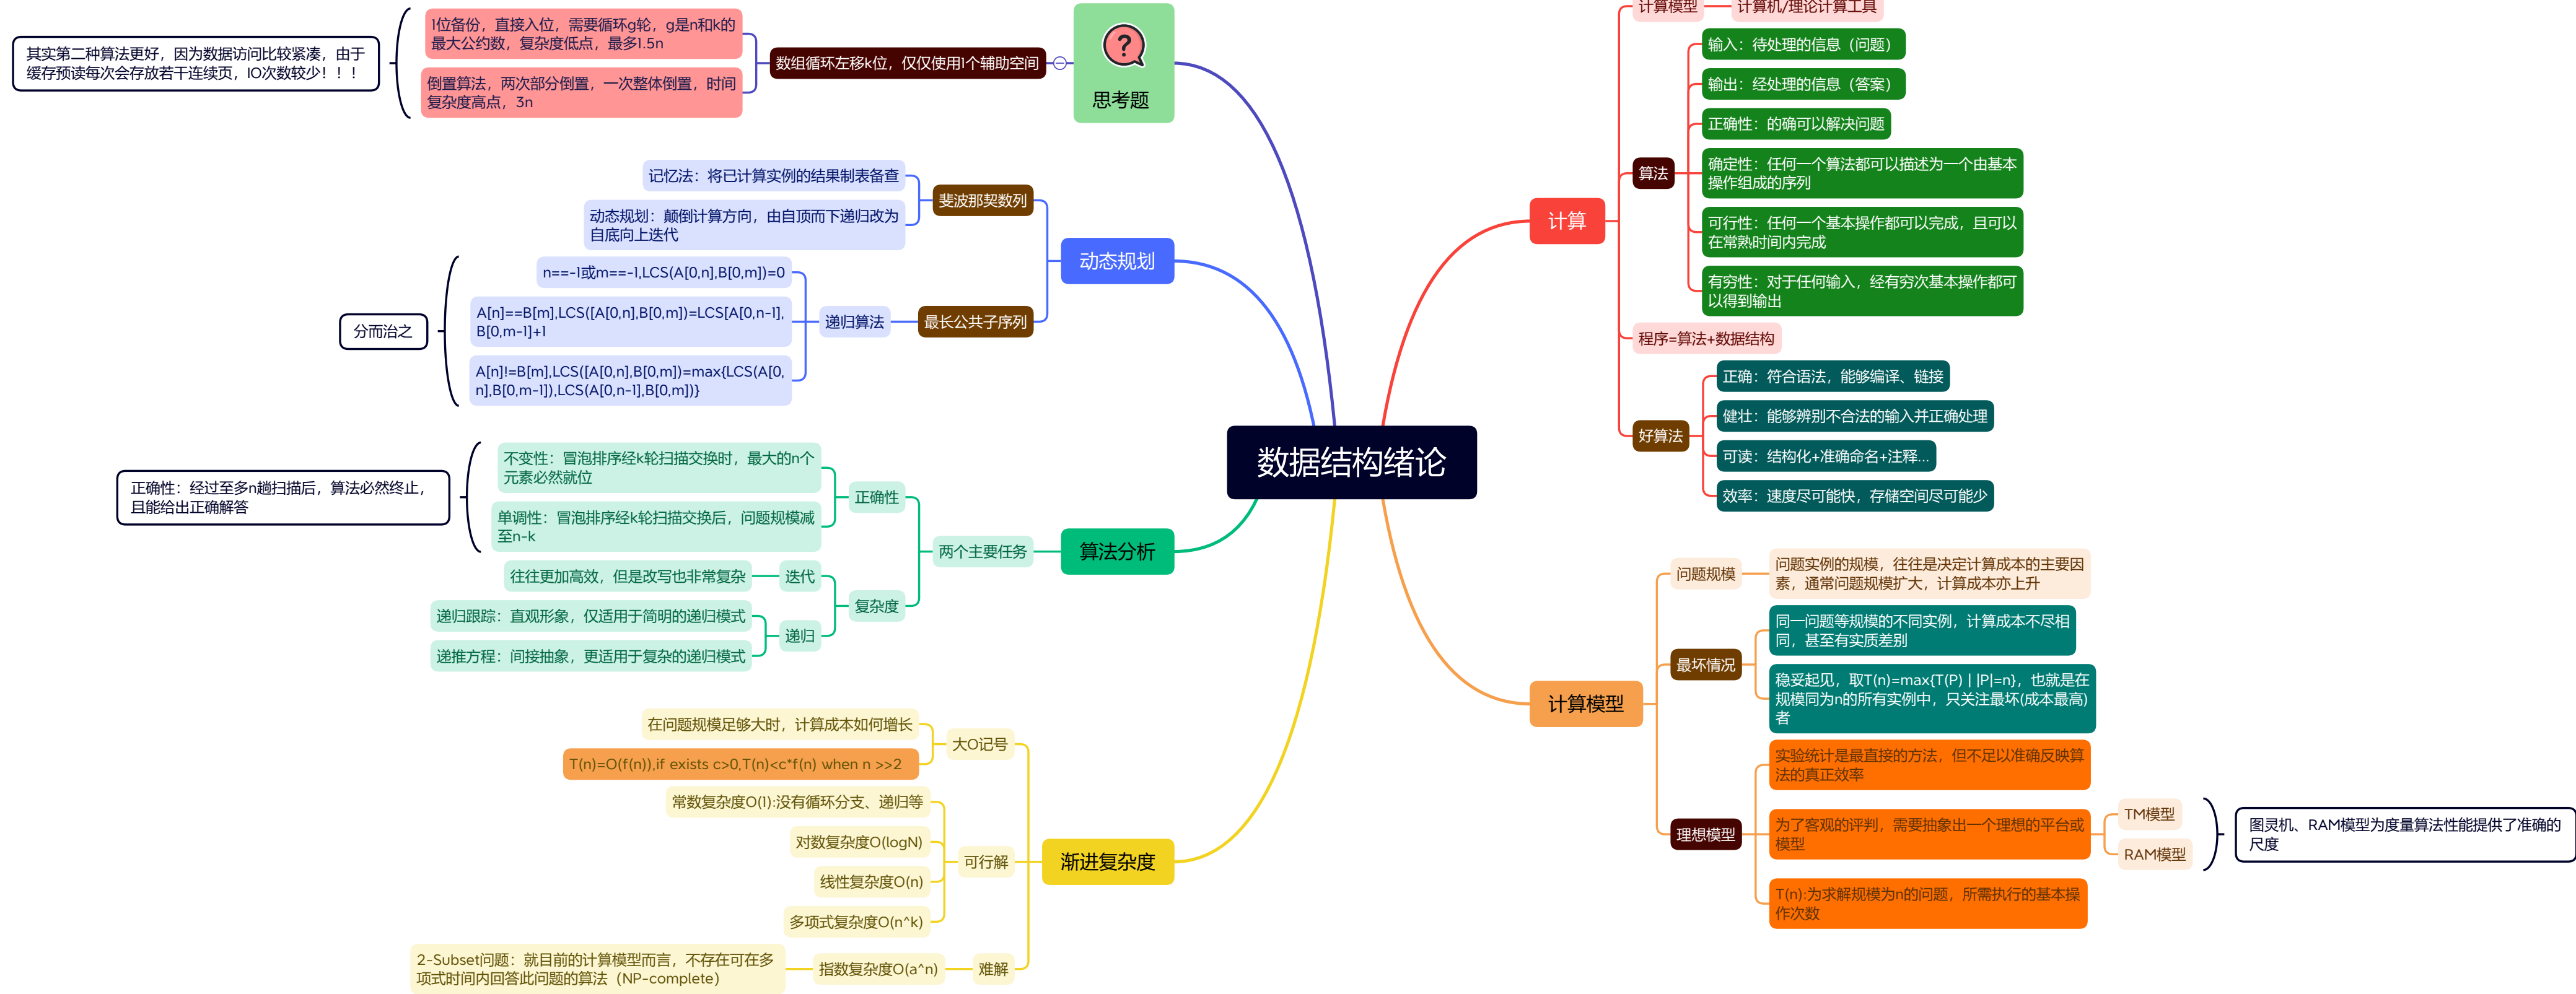 数据结构绪论
思考题
数组循环左移k位，仅仅使用1个辅助空间
1位备份，直接入位，需要循环g轮，g是n和k的
最大公约数，复杂度低点，最多1.5n
倒置算法，两次部分倒置，一次整体倒置，时间
复杂度高点，3n
其实第二种算法更好，因为数据访问比较紧凑，由于
缓存预读每次会存放若干连续页，IO次数较少！！！
动态规划
斐波那契数列
记忆法：将已计算实例的结果制表备查
动态规划：颠倒计算方向，由自顶而下递归改为
自底向上迭代
最长公共子序列
递归算法
n==-1或m==-1,LCS(A[0,n],B[0,m])=0
A[n]==B[m],LCS([A[0,n],B[0,m])=LCS[A[0,n-1],
B[0,m-1]+1
A[n]!=B[m],LCS([A[0,n],B[0,m])=max{LCS(A[0,
n],B[0,m-1]),LCS(A[0,n-1],B[0,m])}
分而治之
算法分析
两个主要任务
正确性
不变性：冒泡排序经k轮扫描交换时，最大的n个
元素必然就位
单调性：冒泡排序经k轮扫描交换后，问题规模减
至n-k
正确性：经过至多n趟扫描后，算法必然终止，
且能给出正确解答
复杂度
迭代
往往更加高效，但是改写也非常复杂
递归
递归跟踪：直观形象，仅适用于简明的递归模式
递推方程：间接抽象，更适用于复杂的递归模式
渐进复杂度
大O记号
在问题规模足够大时，计算成本如何增长
T(n)=O(f(n)),if exists c>0,T(n)<c*f(n) when n >>2
可行解
常数复杂度O(1):没有循环分支、递归等
对数复杂度O(logN)
线性复杂度O(n)
多项式复杂度O(n^k)
难解
指数复杂度O(a^n)
2-Subset问题：就目前的计算模型而言，不存在可在多
项式时间内回答此问题的算法（NP-complete）
计算
计算模型
计算机/理论计算工具
算法
输入：待处理的信息（问题）
输出：经处理的信息（答案）
正确性：的确可以解决问题
确定性：任何一个算法都可以描述为一个由基本
操作组成的序列
可行性：任何一个基本操作都可以完成，且可以
在常熟时间内完成
有穷性：对于任何输入，经有穷次基本操作都可
以得到输出
程序=算法+数据结构
好算法
正确：符合语法，能够编译、链接
健壮：能够辨别不合法的输入并正确处理
可读：结构化+准确命名+注释...
效率：速度尽可能快，存储空间尽可能少
计算模型
问题规模
问题实例的规模，往往是决定计算成本的主要因
素，通常问题规模扩大，计算成本亦上升
最坏情况
同一问题等规模的不同实例，计算成本不尽相
同，甚至有实质差别
稳妥起见，取T(n)=max{T(P) | |P|=n}，也就是在
规模同为n的所有实例中，只关注最坏(成本最高)
者
理想模型
实验统计是最直接的方法，但不足以准确反映算
法的真正效率
为了客观的评判，需要抽象出一个理想的平台或
模型
TM模型
RAM模型
图灵机、RAM模型为度量算法性能提供了准确的
尺度
T(n):为求解规模为n的问题，所需执行的基本操
作次数